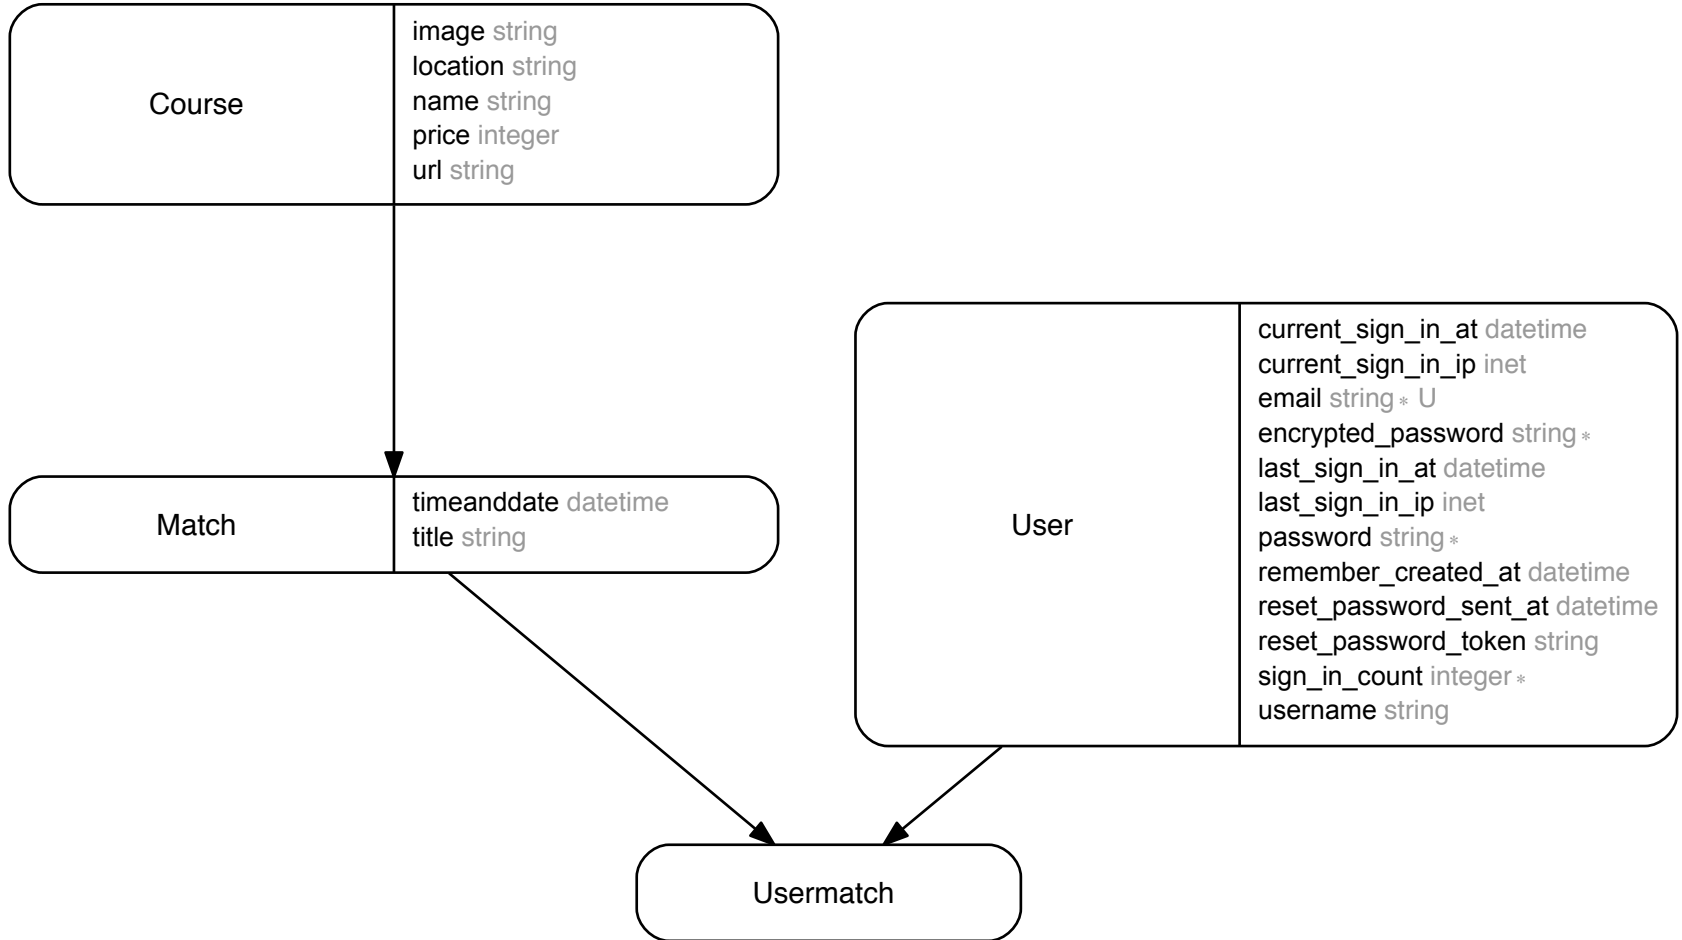 Course
image string
location string
name string
price integer
url string
Match
timeanddate datetime
title string
User
current_sign_in_at datetime
current_sign_in_ip inet
email string * U
encrypted_password string *
last_sign_in_at datetime
last_sign_in_ip inet
password string *
remember_created_at datetime
reset_password_sent_at datetime
reset_password_token string
sign_in_count integer *
username string
Usermatch